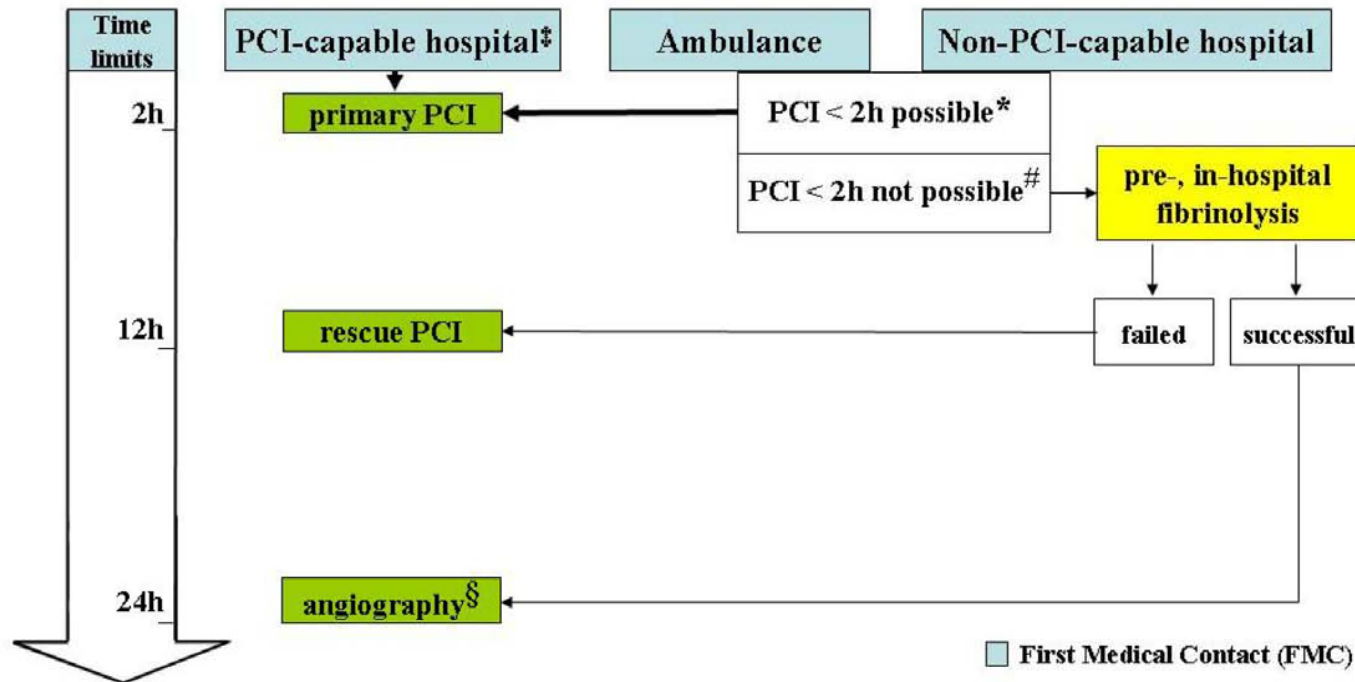 Time
limits
PCI-capable hospital‡
Ambulance
Non-PCI-capable hospital
2h
primary PCI
PCI < 2h possible*
PCI < 2h not possible#
pre-, in-hospital
fibrinolysis
12h
rescue PCI
failed
successful
24h
angiography§
First Medical Contact (FMC)